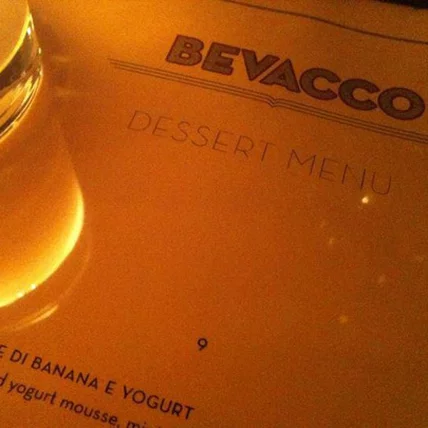 BEVACCO
DESSERT MENU
9
DI BANANA E YOGURT
yogurt mousse,